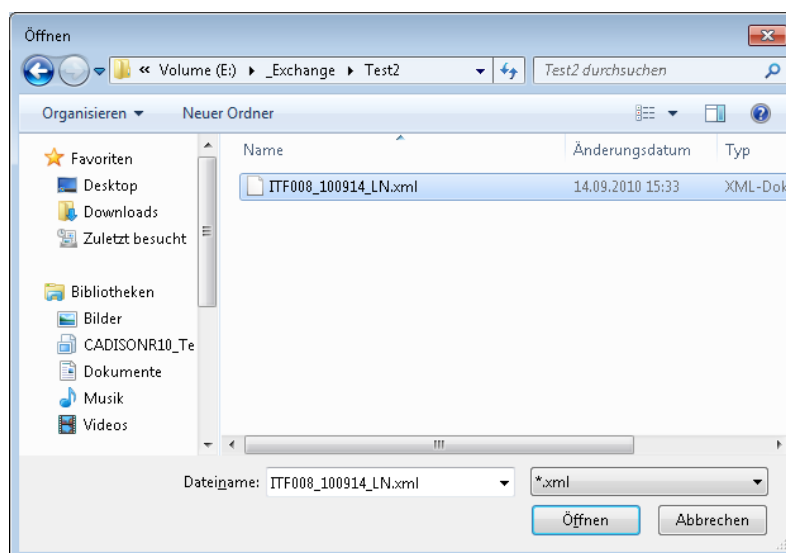 Öffnen
« Volume (E:) ▸ _Exchange ▸ Test2
Test2 durchsuchen
Organisieren
Neuer Ordner
Favoriten
Desktop
Downloads
Zuletzt besucht
Bibliotheken
Bilder
CADISONR10_Te
Dokumente
Musik
Videos
Name
Änderungsdatum
Typ
ITF008_100914_LN.xml
14.09.2010 15:33
XML-Dok
Dateiname: ITF008_100914_LN.xml
*.xml
Öffnen
Abbrechen